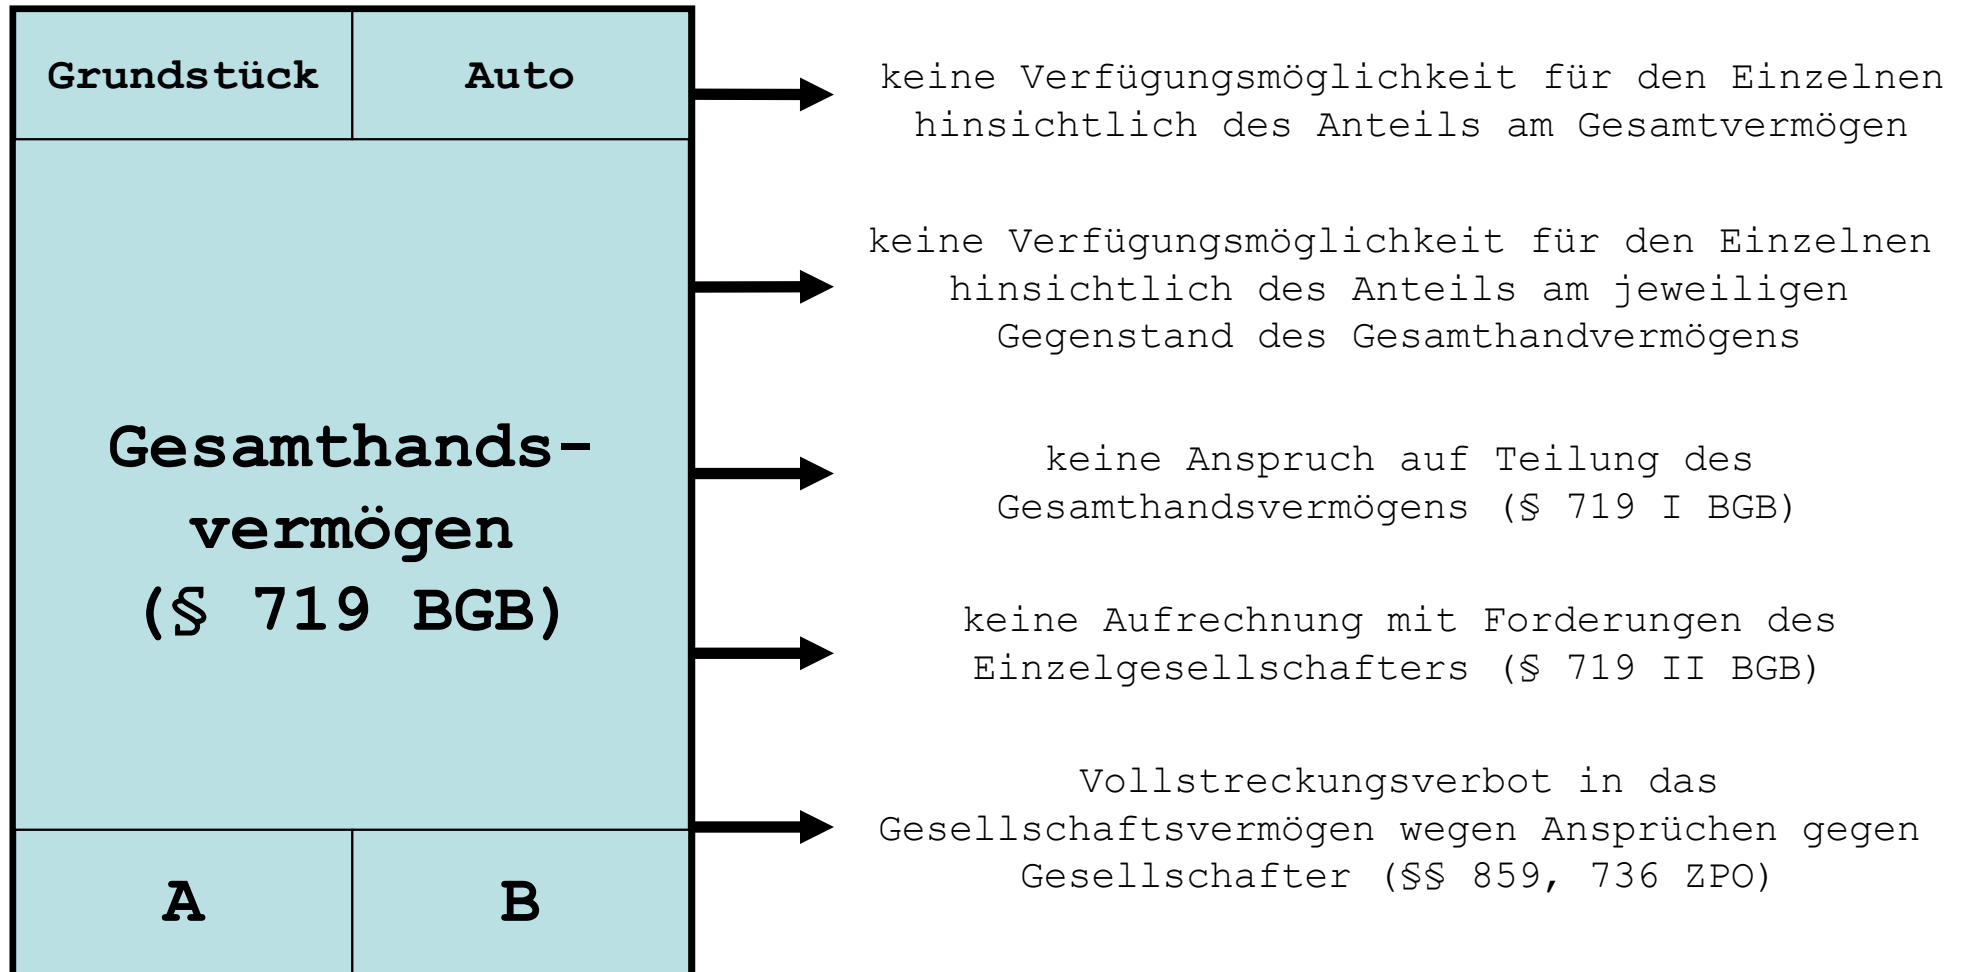 Grundstück
Auto
Gesamthands-
vermögen
(§ 719 BGB)
A
B
keine Verfügungsmöglichkeit für den Einzelnen
hinsichtlich des Anteils am Gesamtvermögen
keine Verfügungsmöglichkeit für den Einzelnen
hinsichtlich des Anteils am jeweiligen
Gegenstand des Gesamthandvermögens
keine Anspruch auf Teilung des
Gesamthandsvermögens (§ 719 I BGB)
keine Aufrechnung mit Forderungen des
Einzelgesellschafters (§ 719 II BGB)
Vollstreckungsverbot in das
Gesellschaftsvermögen wegen Ansprüchen gegen
Gesellschafter (§§ 859, 736 ZPO)